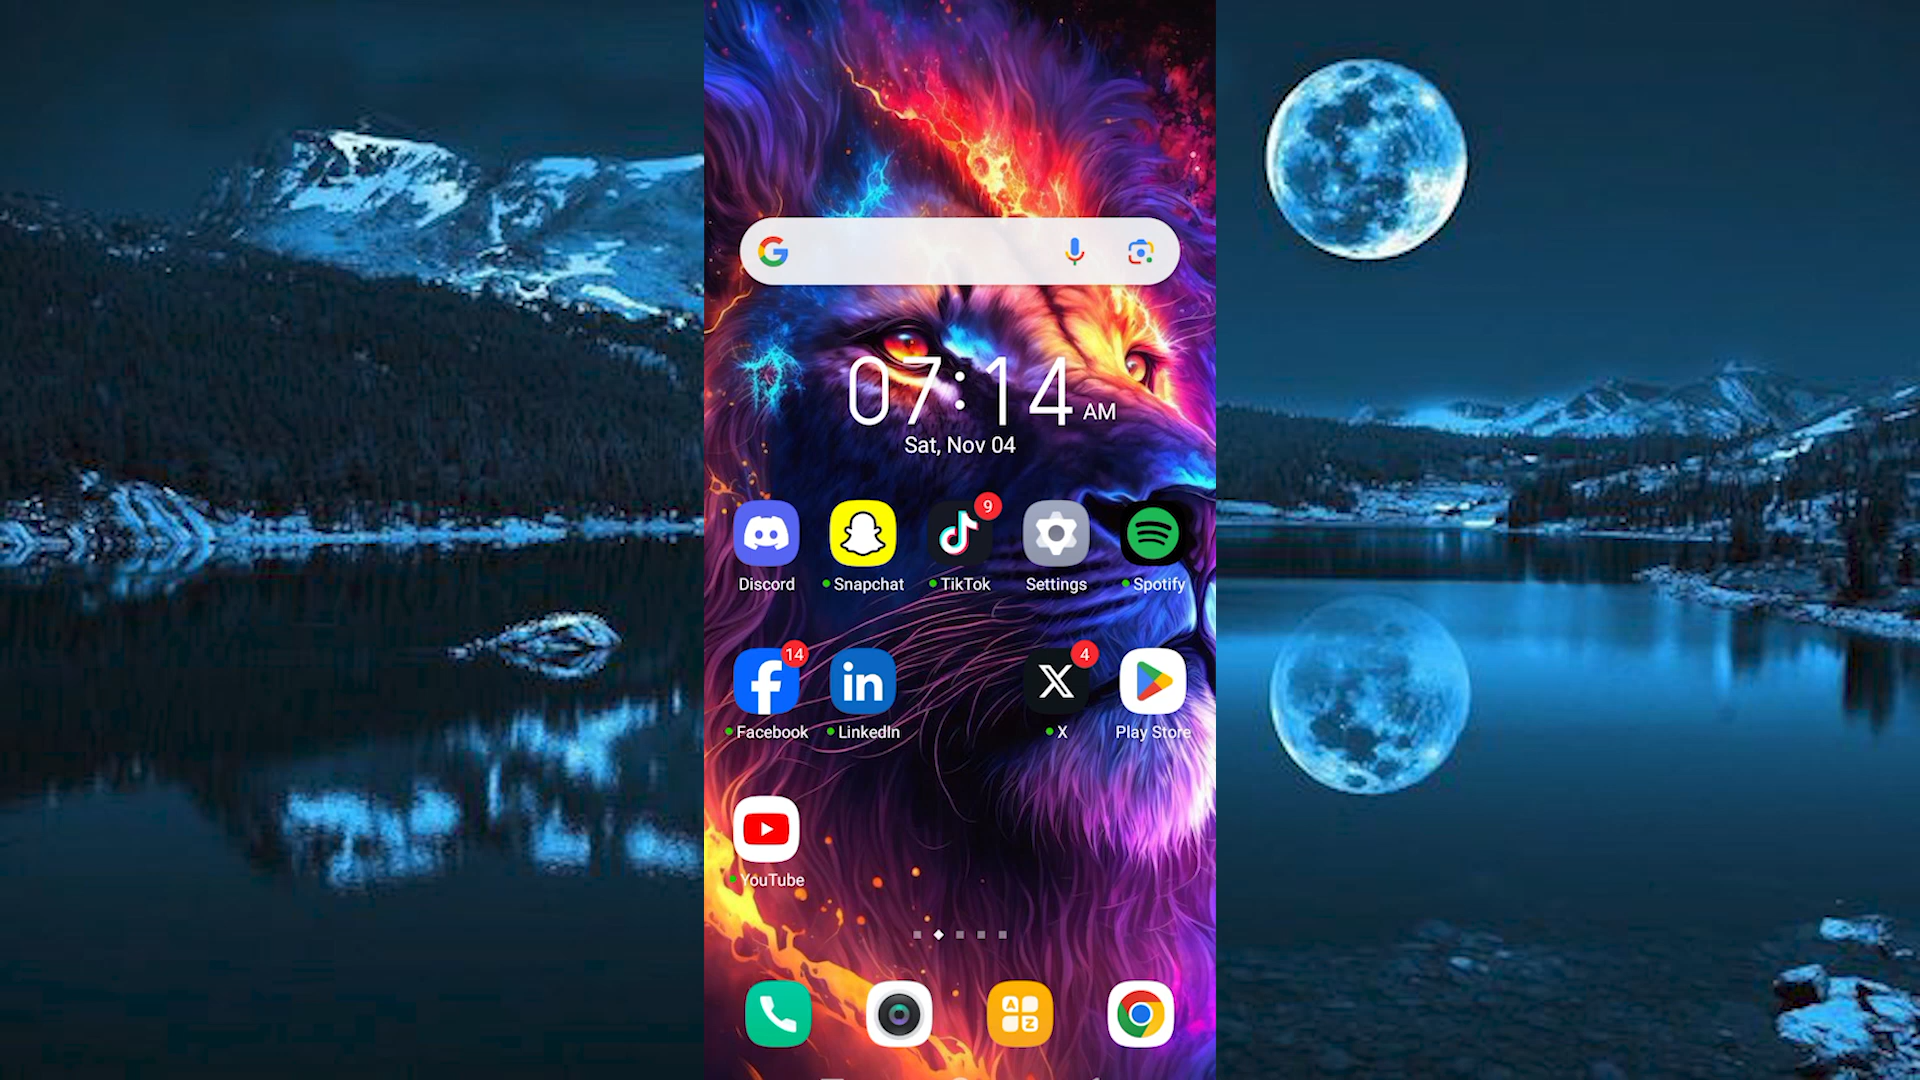 07:14 AM
Sat, Nov 04
9
Discord
Snapchat
TikTok
Settings
Spotify
14
4
Facebook
LinkedIn
X
Play Store
YouTube
A
Z